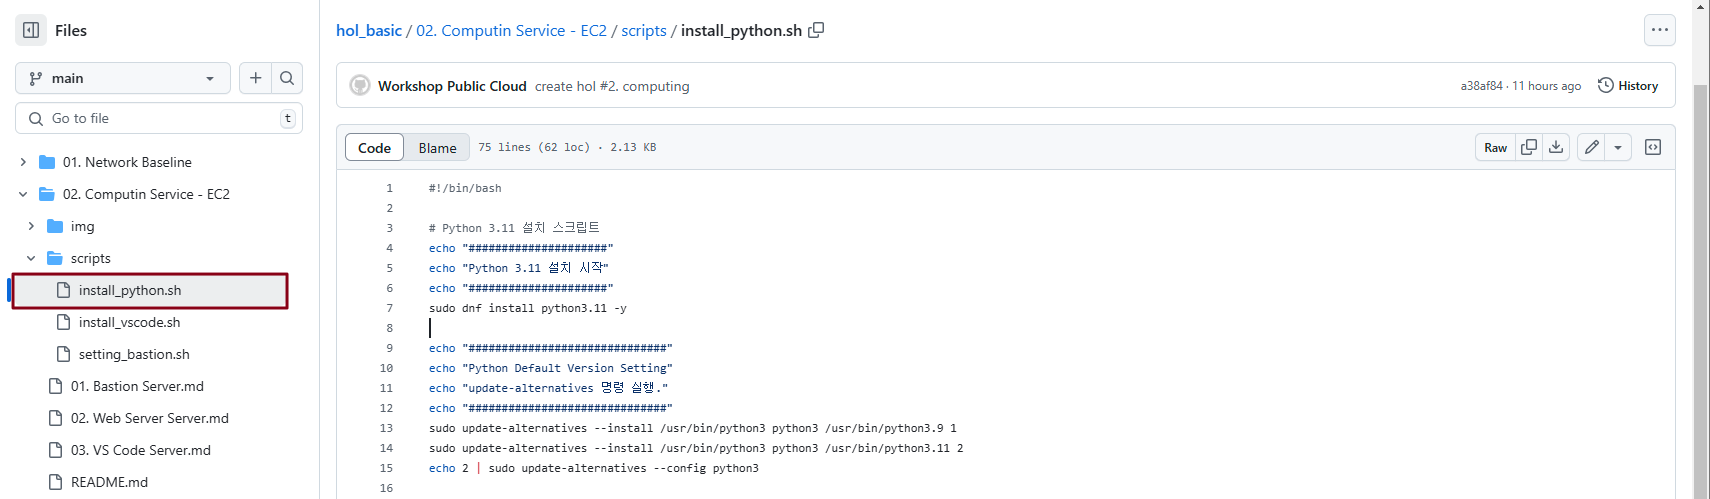 Files
main
Go to file
t
01. Network Baseline
02. Computin Service - EC2
img
scripts
install_python.sh
install_vscode.sh
setting_bastion.sh
01. Bastion Server.md
02. Web Server Server.md
03. VS Code Server.md
README.md
hol_basic / 02. Computin Service - EC2 / scripts / install_python.sh
Workshop Public Cloud create hol #2. computing
a38af84 · 11 hours ago History
Code Blame 75 lines (62 loc) · 2.13 KB
Raw
1 #!/bin/bash
2
3 # Python 3.11 설치 스크립트
4 echo "#####################"
5 echo "Python 3.11 설치 시작"
6 echo "#####################"
7 sudo dnf install python3.11 -y
8
9 echo "##############################"
10 echo "Python Default Version Setting"
11 echo "update-alternatives 명령 실행."
12 echo "##############################"
13 sudo update-alternatives --install /usr/bin/python3 python3 /usr/bin/python3.9 1
14 sudo update-alternatives --install /usr/bin/python3 python3 /usr/bin/python3.11 2
15 echo 2 | sudo update-alternatives --config python3
16